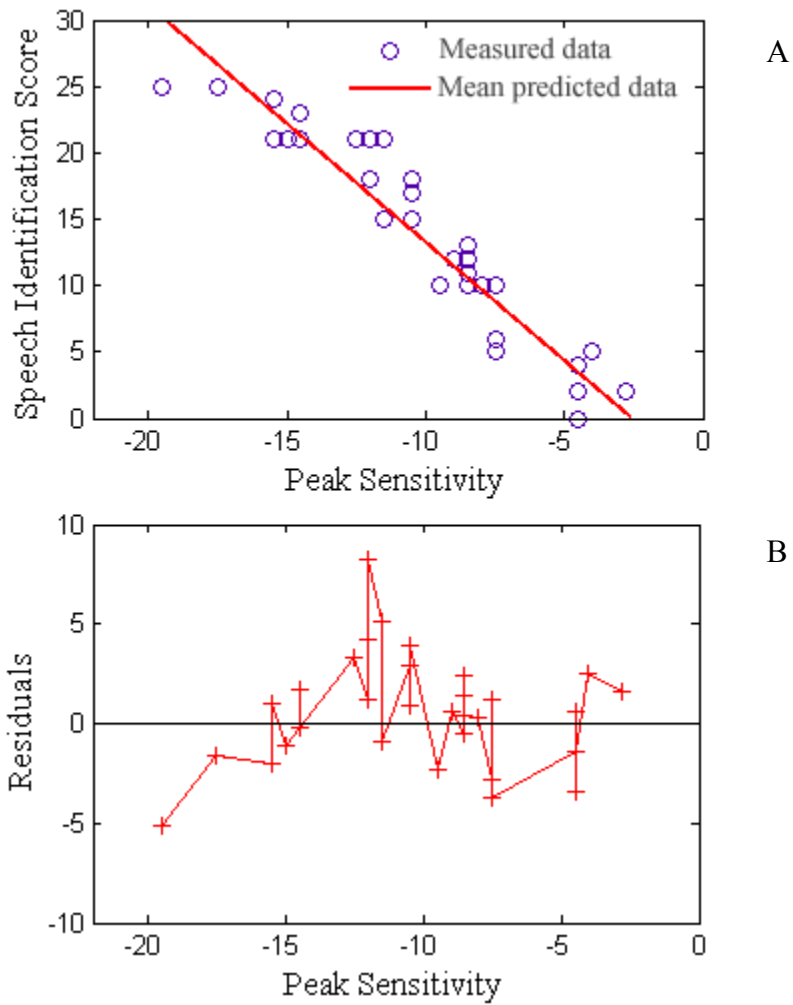 30
25
20
15
10
5
0
Speech Identification Score
Measured data
Mean predicted data
A
-20
-15
-10
-5
0
Peak Sensitivity
10
5
0
-5
-10
Residuals
B
-20
-15
-10
-5
0
Peak Sensitivity